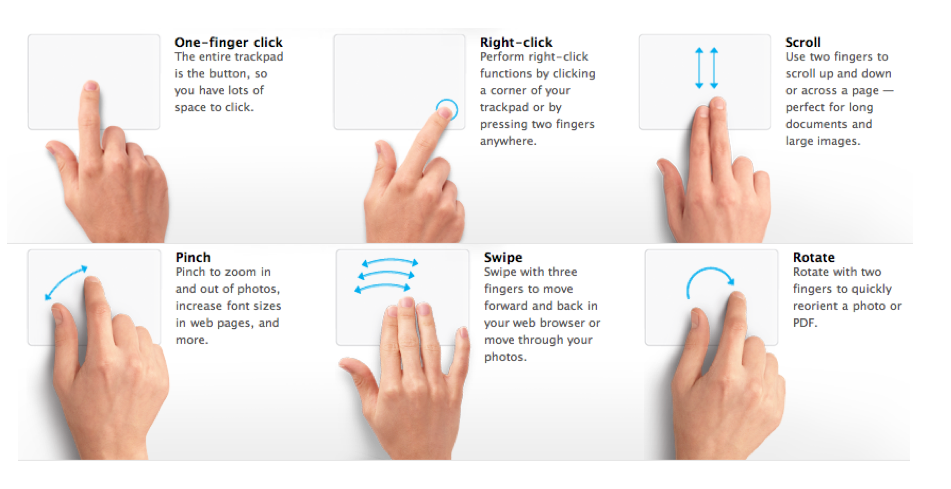 One-finger click
The entire trackpad
is the button, so
you have lots of
space to click.
Right-click
Perform right-click
functions by clicking
a corner of your
trackpad or by
pressing two fingers
anywhere.
Scroll
Use two fingers to
scroll up and down
or across a page —
perfect for long
documents and
large images.
Pinch
Pinch to zoom in
and out of photos,
increase font sizes
in web pages, and
more.
Swipe
Swipe with three
fingers to move
forward and back in
your web browser or
move through your
photos.
Rotate
Rotate with two
fingers to quickly
reorient a photo or
PDF.